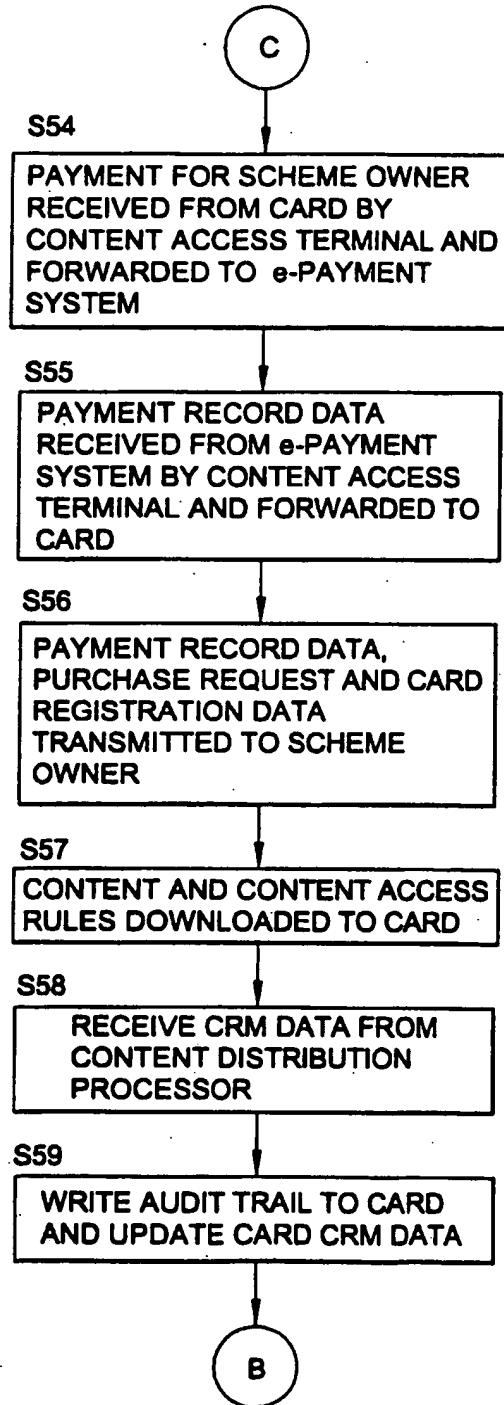 C
S54
PAYMENT FOR SCHEME OWNER
RECEIVED FROM CARD BY
CONTENT ACCESS TERMINAL AND
FORWARDED TO e-PAYMENT
SYSTEM
S55
PAYMENT RECORD DATA
RECEIVED FROM e-PAYMENT
SYSTEM BY CONTENT ACCESS
TERMINAL AND FORWARDED TO
CARD
S56
PAYMENT RECORD DATA,
PURCHASE REQUEST AND CARD
REGISTRATION DATA
TRANSMITTED TO SCHEME
OWNER
S57
CONTENT AND CONTENT ACCESS
RULES DOWNLOADED TO CARD
S58
RECEIVE CRM DATA FROM
CONTENT DISTRIBUTION
PROCESSOR
S59
WRITE AUDIT TRAIL TO CARD
AND UPDATE CARD CRM DATA
B